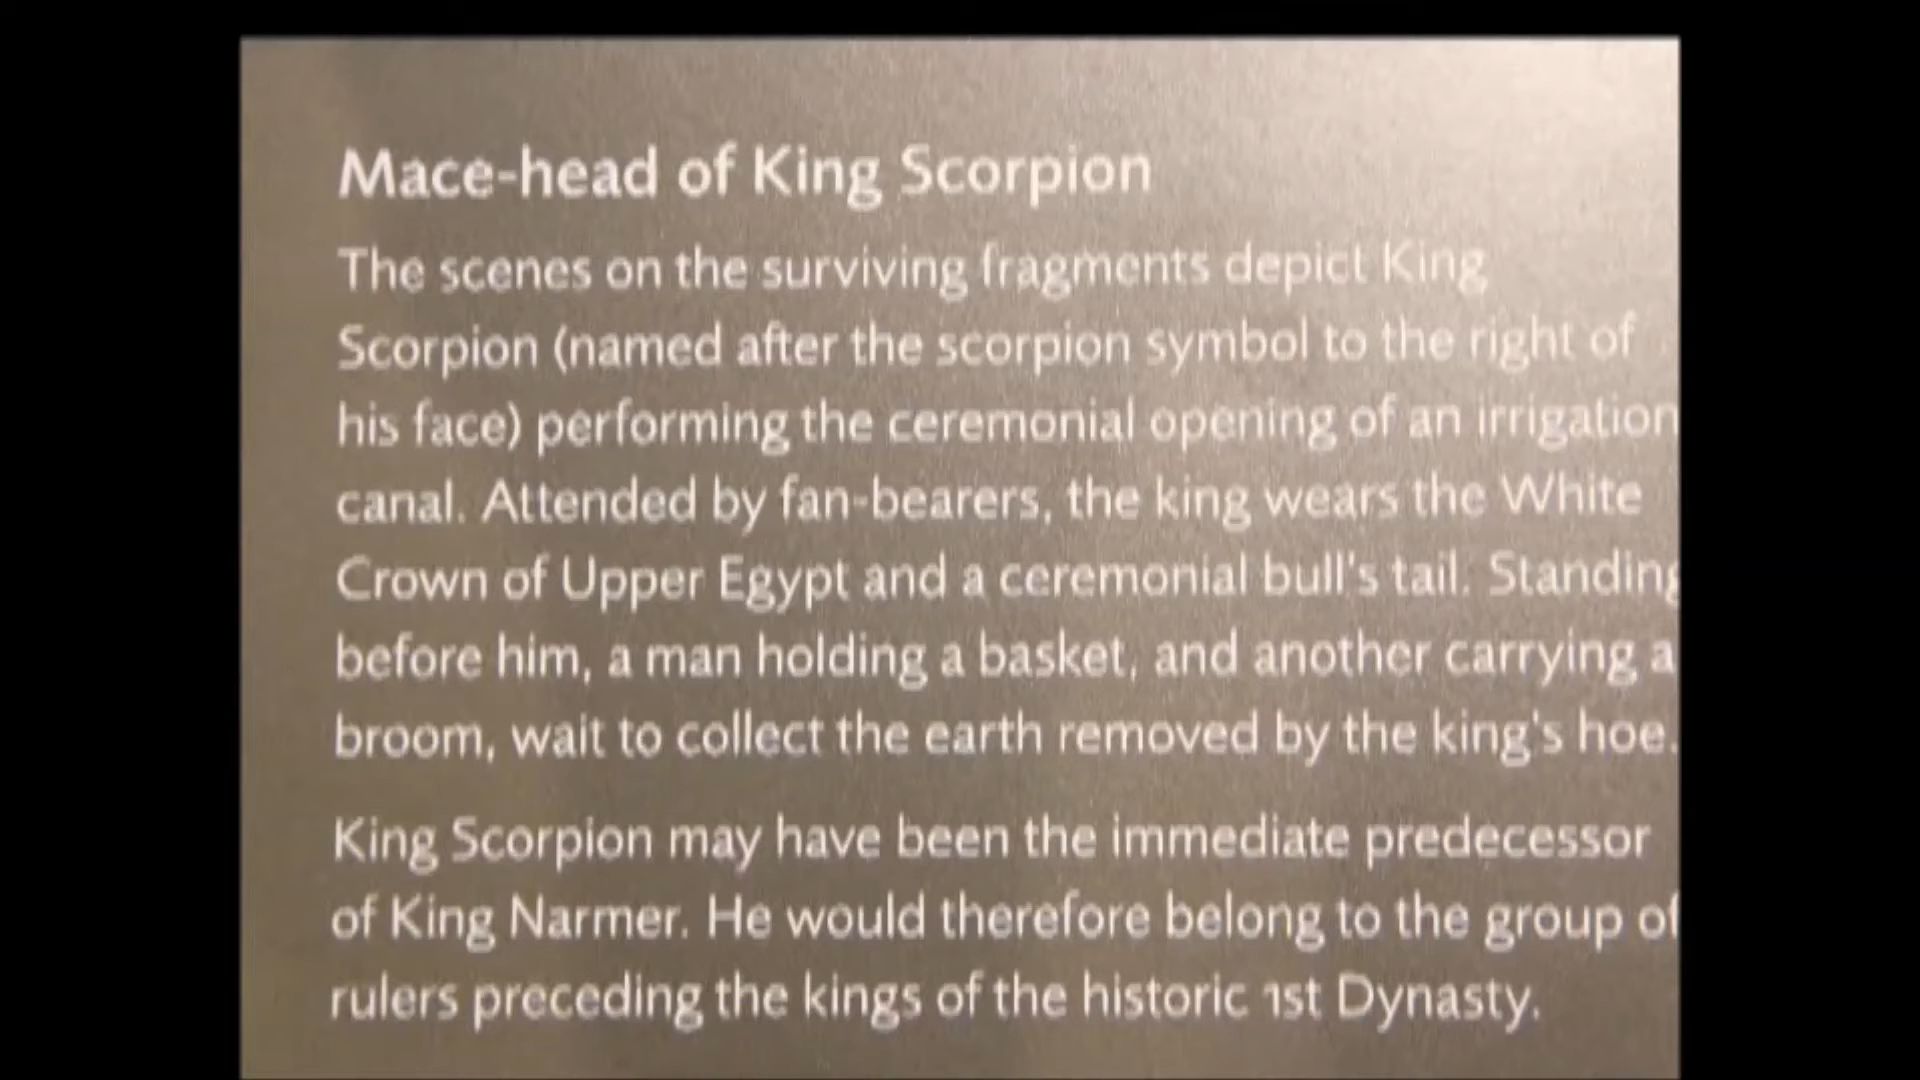 Mace-head of King Scorpion
The scenes on the surviving fragments depict King
Scorpion (named after the scorpion symbol to the right of
his face) performing the ceremonial opening of an irrigation
canal. Attended by fan-bearers, the king wears the White
Crown of Upper Egypt and a ceremonial bull's tail. Standing
before him, a man holding a basket, and another carrying a
broom, wait to collect the earth removed by the king's hoe.
King Scorpion may have been the immediate predecessor
of King Narmer. He would therefore belong to the group of
rulers preceding the kings of the historic 1st Dynasty.